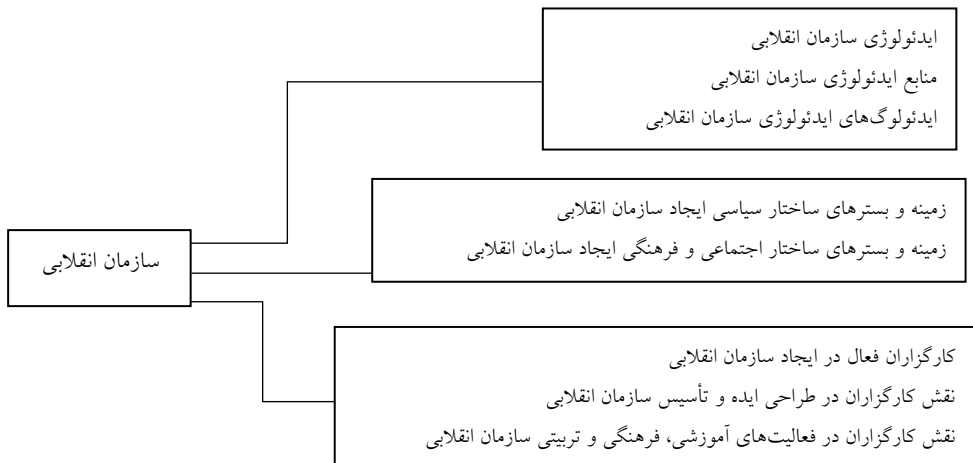 ایدئولوژی سازمان انقلابی
منابع ایدئولوژی سازمان انقلابی
ایدئولوگ‌های ایدئولوژی سازمان انقلابی
زمینه و بسترهای ساختار سیاسی ایجاد سازمان انقلابی
زمینه و بسترهای ساختار اجتماعی و فرهنگی ایجاد سازمان انقلابی
سازمان انقلابی
کارگزاران فعال در ایجاد سازمان انقلابی
نقش کارگزاران در طراحی ایده و تأسیس سازمان انقلابی
نقش کارگزاران در فعالیت‌های آموزشی، فرهنگی و تربیتی سازمان انقلابی